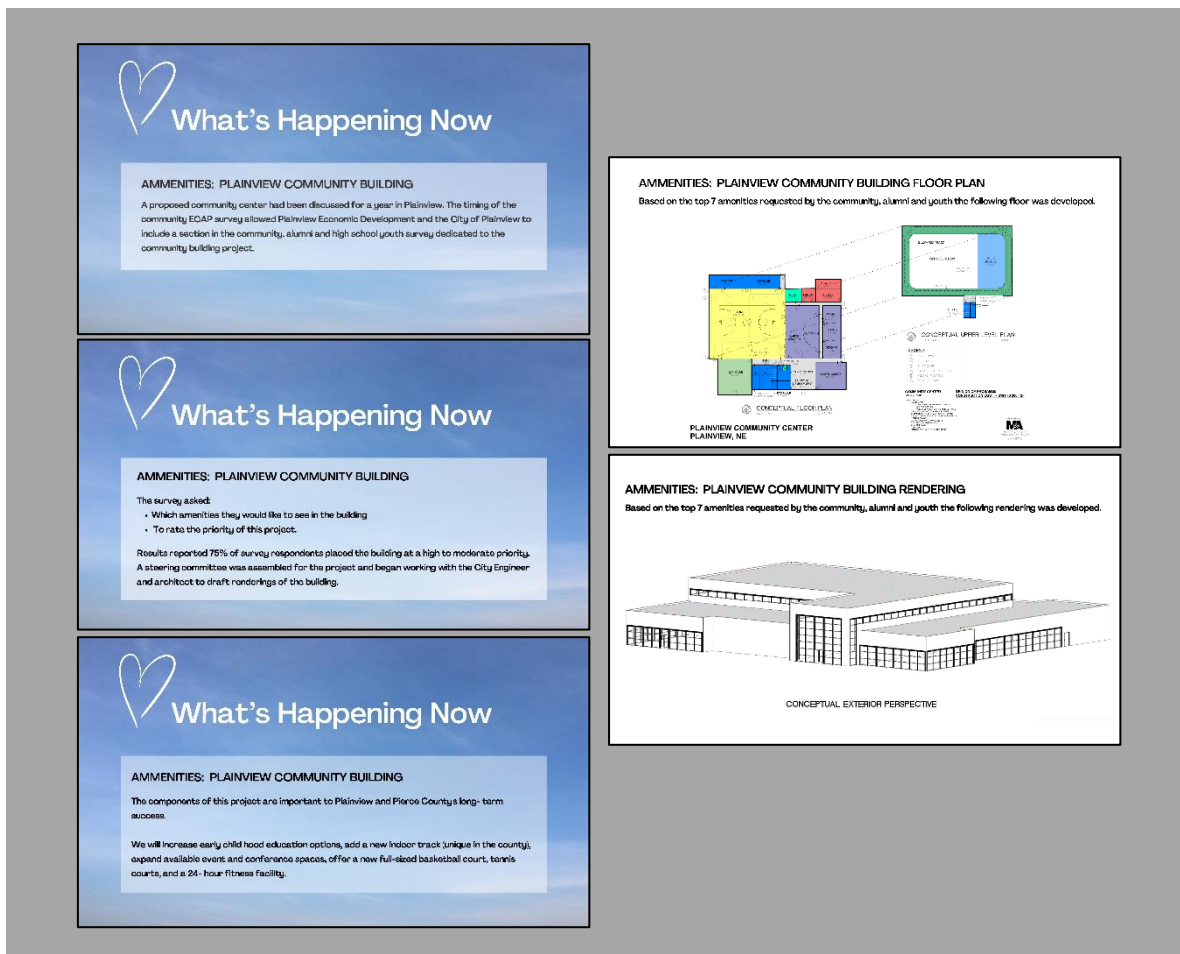 What's Happening Now
AMMENITIES: PLAINVIEW COMMUNITY BUILDING
A proposed community center had been discussed for a year in Plainview. The timing of the
community ECAP survey allowed Plainview Economic Development and the City of Plainview to
include a section in the community, alumni and high school youth survey dedicated to the
community building project.
What's Happening Now
AMMENITIES: PLAINVIEW COMMUNITY BUILDING
The survey asked:
• Which amenities they would like to see in the building
• To rate the priority of this project.
Results reported 75% of survey respondents placed the building at a high to moderate priority.
A steering committee was assembled for the project and began working with the City Engineer
and architect to draft renderings of the building.
What's Happening Now
AMMENITIES: PLAINVIEW COMMUNITY BUILDING
The components of this project are important to Plainview and Pierce County's long- term
success.
We will increase early child hood education options, add a new indoor track (unique in the county),
expand available event and conference spaces, offer a new full-sized basketball court, tennis
courts, and a 24- hour fitness facility.
AMMENITIES: PLAINVIEW COMMUNITY BUILDING FLOOR PLAN
Based on the top 7 amenities requested by the community, alumni and youth the following floor was developed.
CONCEPTUAL UPPER LEVEL PLAN
CONCEPTUAL FLOOR PLAN
COMMUNITY CENTER
PLAINVIEW COMMUNITY CENTER
PLAINVIEW, NE
AMMENITIES: PLAINVIEW COMMUNITY BUILDING RENDERING
Based on the top 7 amenities requested by the community, alumni and youth the following rendering was developed.
CONCEPTUAL EXTERIOR PERSPECTIVE